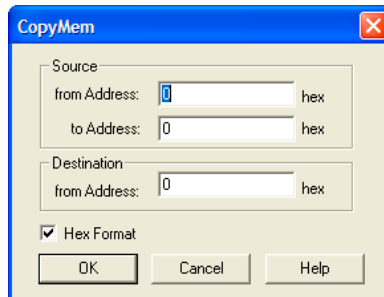 CopyMem
Source
from Address: 0 hex
to Address: 0 hex
Destination
from Address: 0 hex
Hex Format
OK Cancel Help